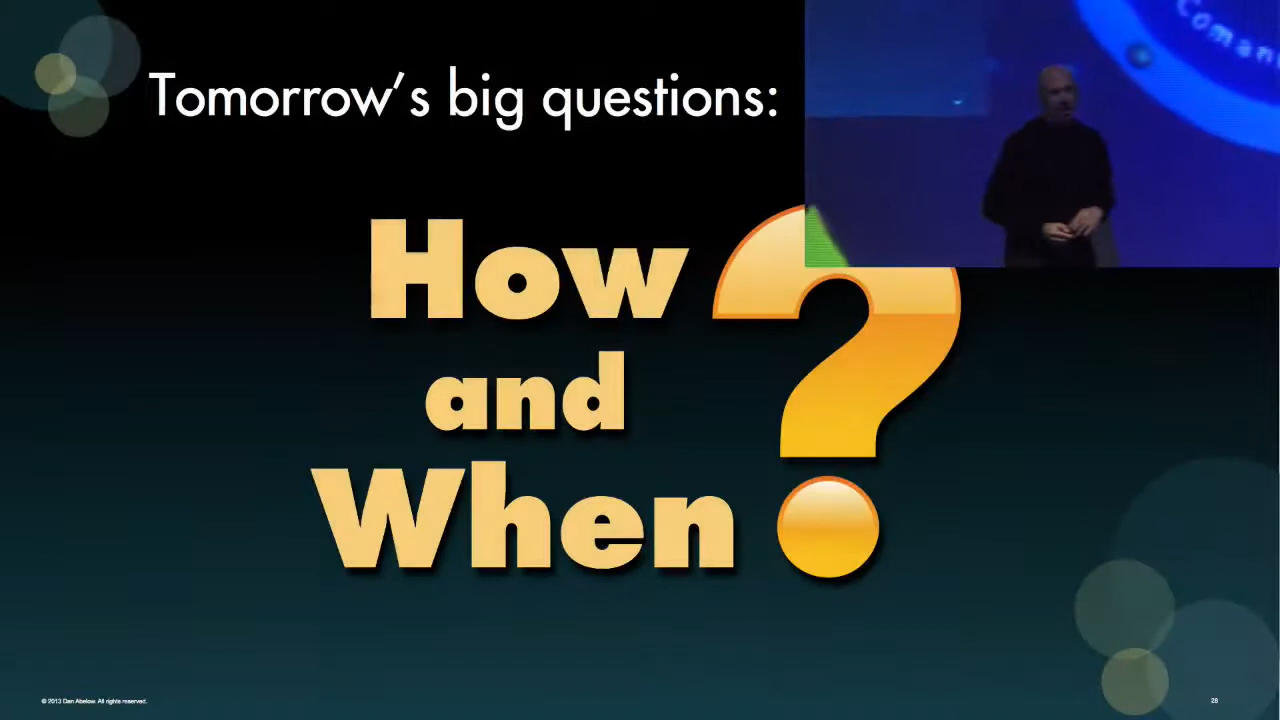 Tomorrow's big questions:
How
and
When
?
© 2013 Dan Abelow. All rights reserved.
28